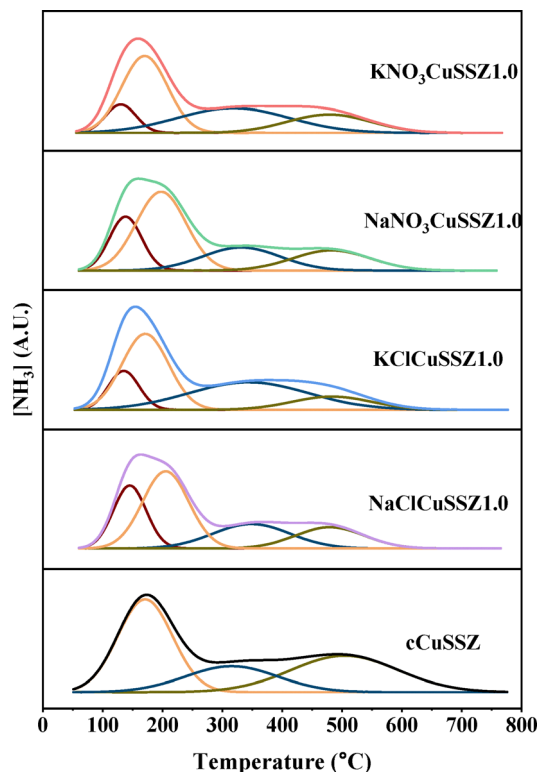 KNO₃CuSSZ1.0
NaNO₃CuSSZ1.0
KClCuSSZ1.0
NaClCuSSZ1.0
cCuSSZ
[NH₃] (A.U.)
0 100 200 300 400 500 600 700 800
Temperature (°C)